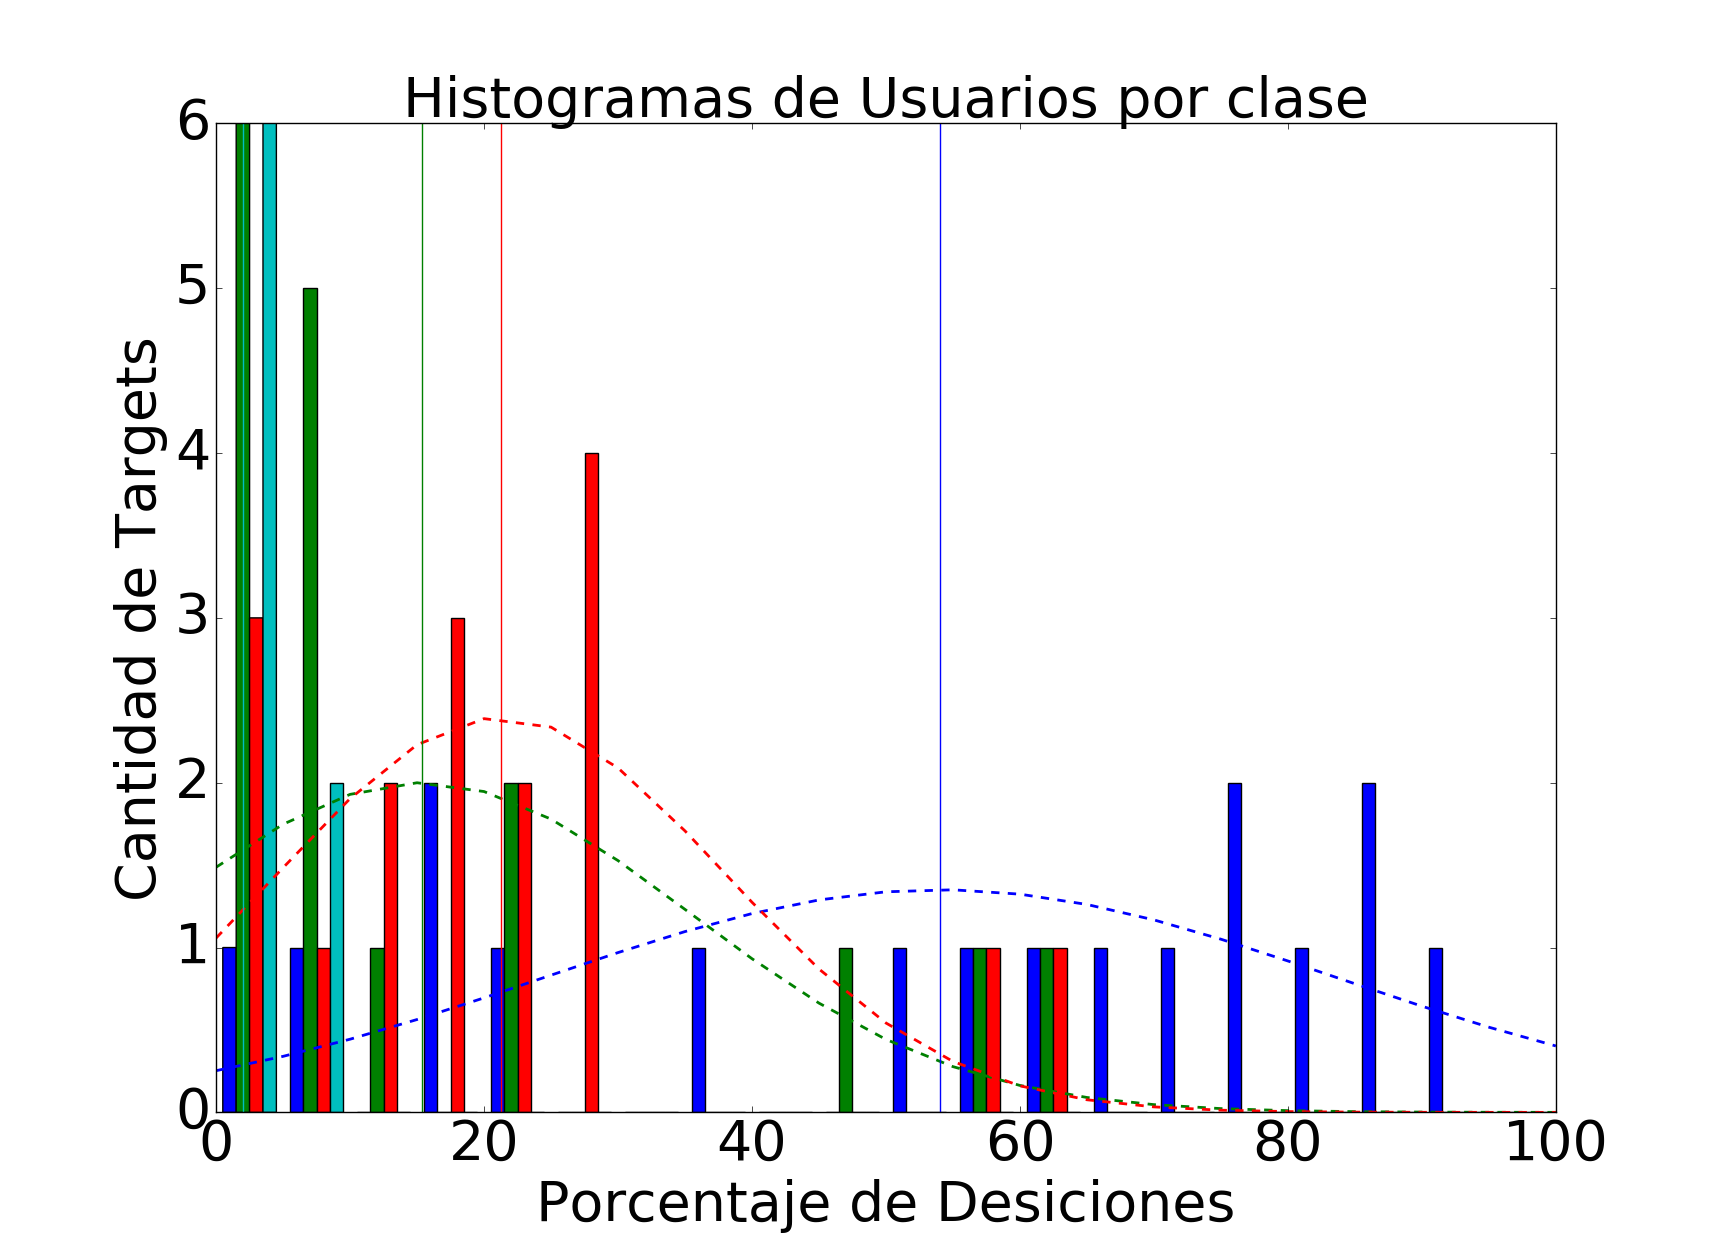 Histogramas de Usuarios por clase
6
5
4
3
2
1
0
Cantidad de Targets
0 20 40 60 80 100
Porcentaje de Desiciones